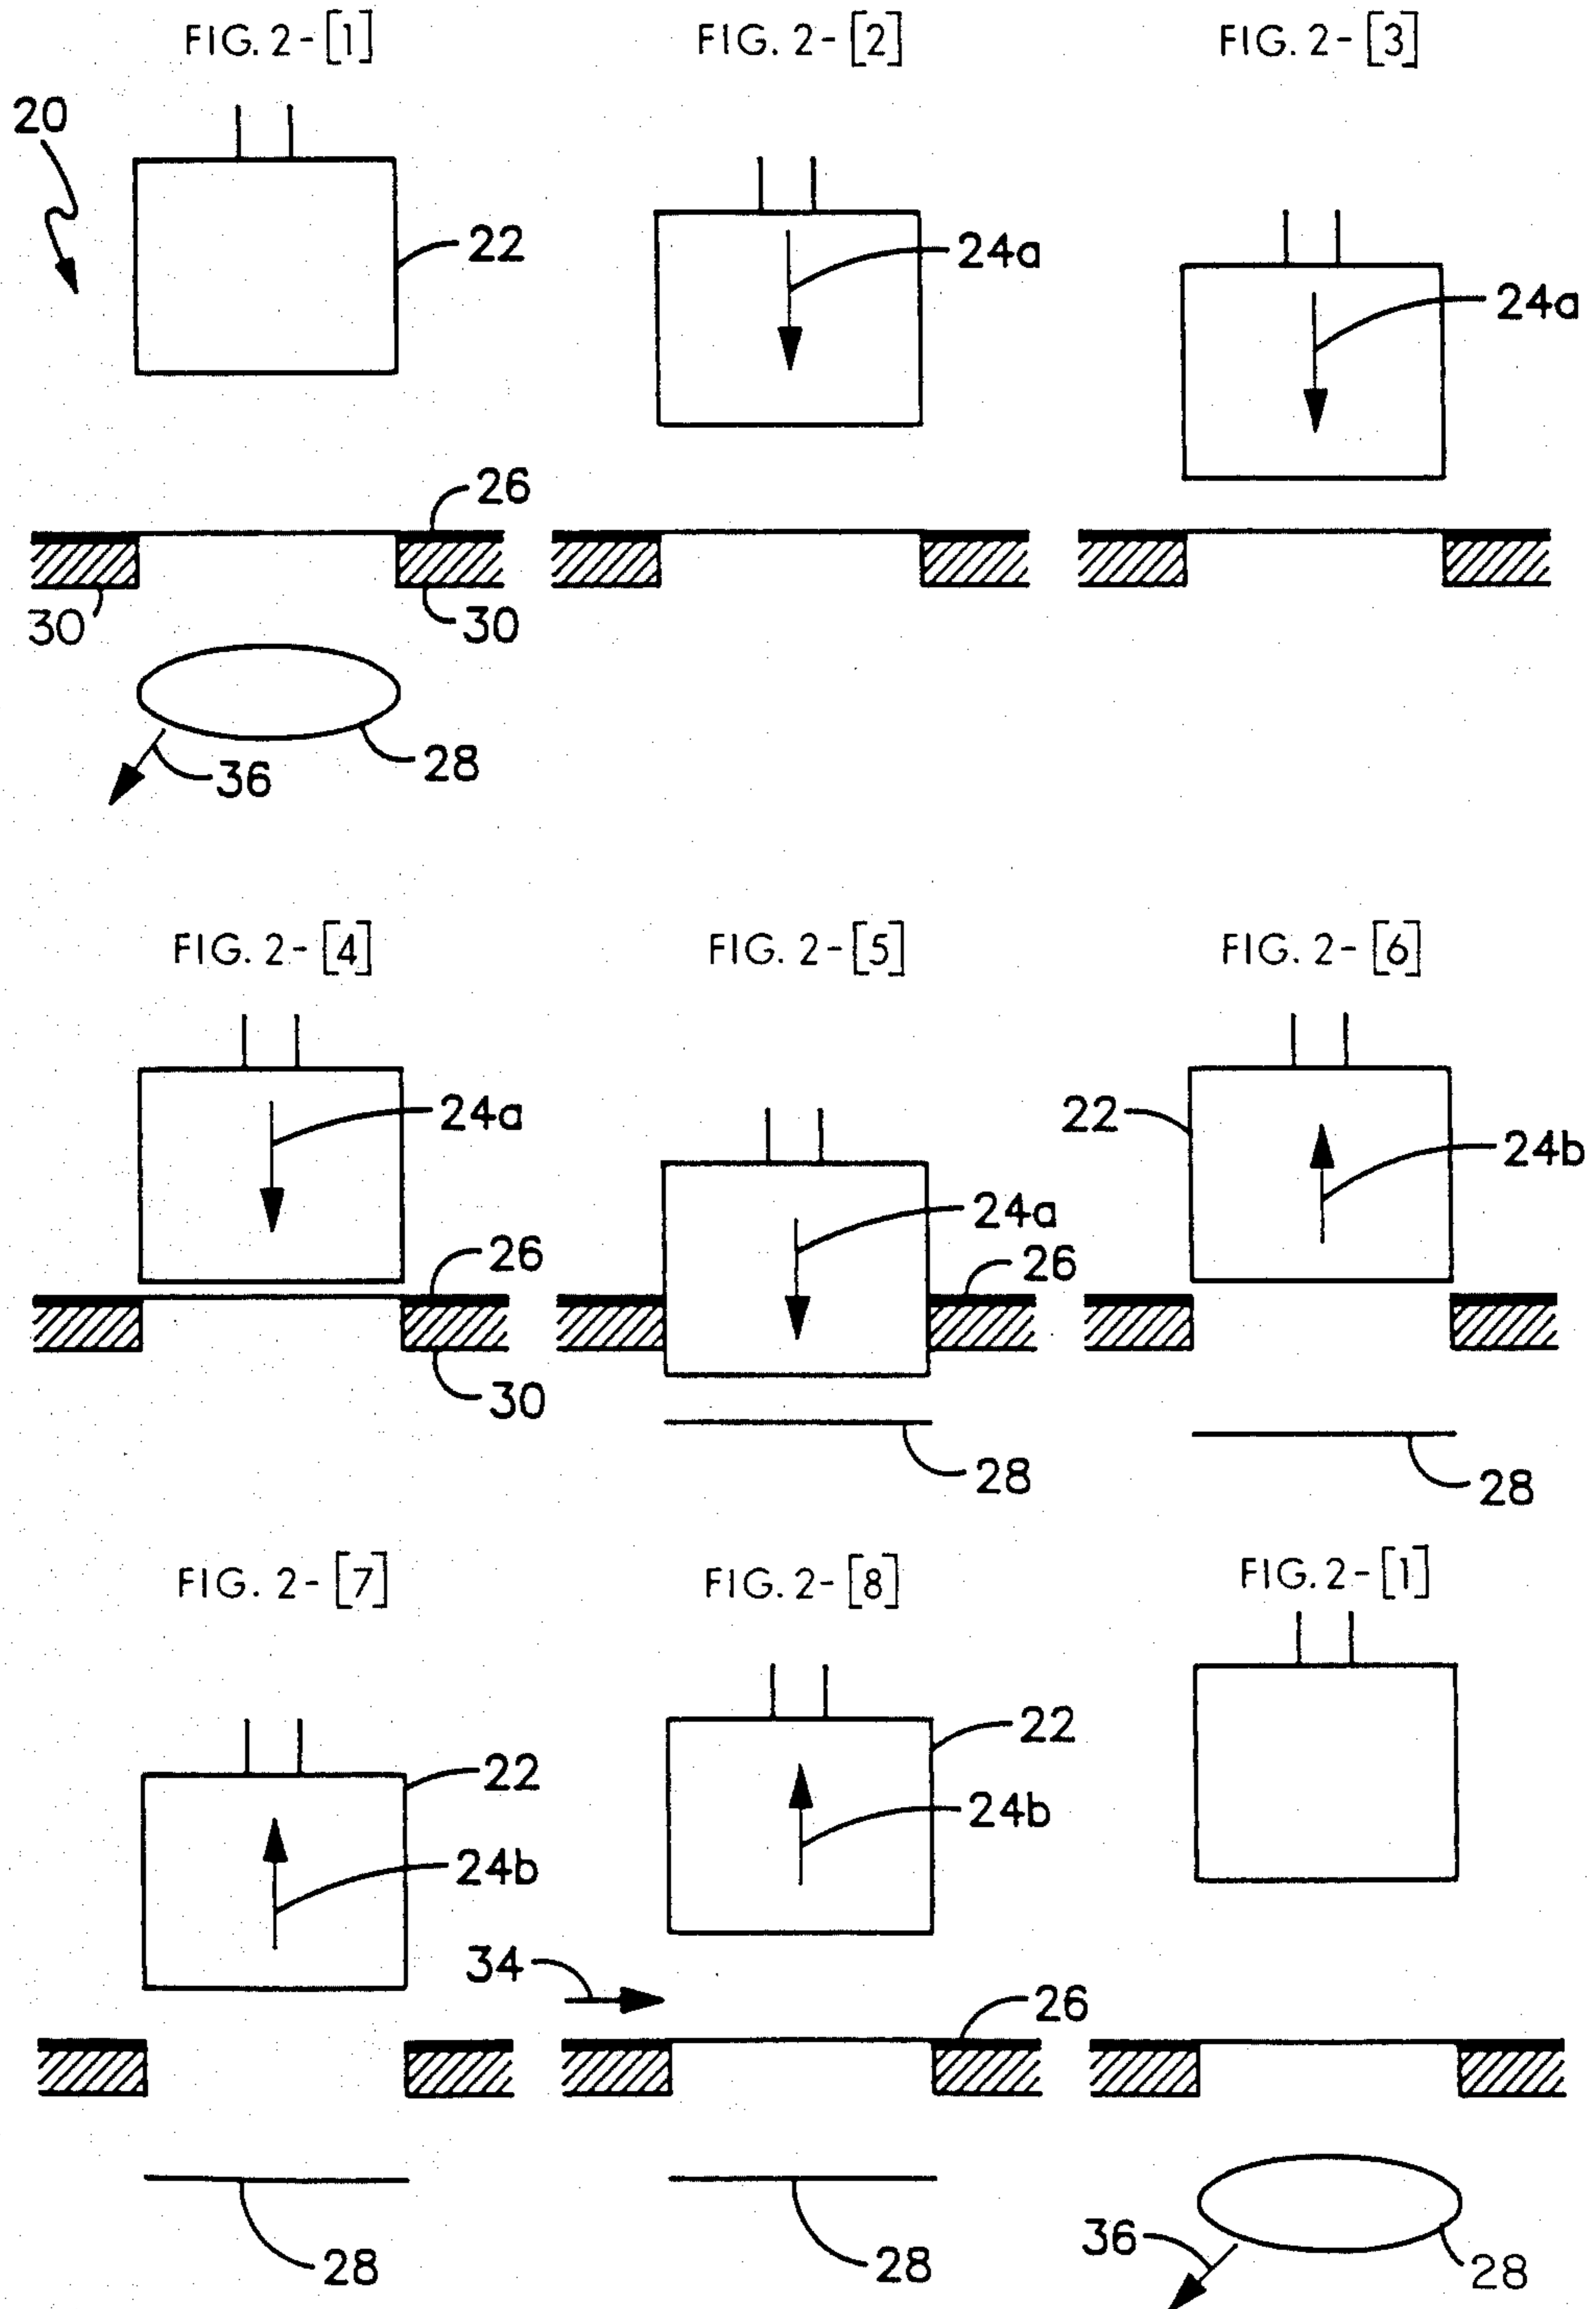 FIG. 2-[1]
FIG. 2-[2]
FIG. 2-[3]
20
22
24a
24a
26
30
30
28
36
FIG. 2-[4]
FIG. 2-[5]
FIG. 2-[6]
24a
24a
22
24b
26
26
30
28
28
FIG. 2-[7]
FIG. 2-[8]
FIG. 2-[1]
22
22
24b
24b
34
26
28
28
36
28